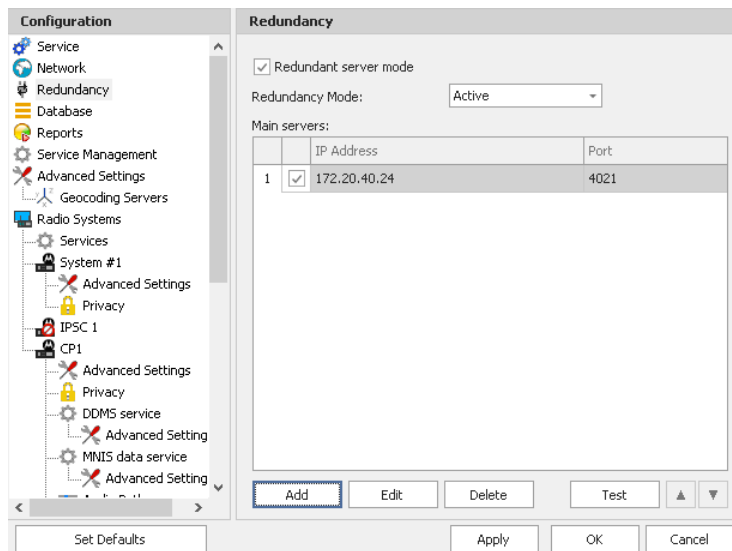 Configuration
Service
Network
Redundancy
Database
Reports
Service Management
Advanced Settings
Geocoding Servers
Radio Systems
Services
System #1
Advanced Settings
Privacy
IPSC 1
CP1
Advanced Settings
Privacy
DDMS service
Advanced Setting
MNIS data service
Advanced Setting
Set Defaults
Redundancy
Redundant server mode
Redundancy Mode: Active
Main servers:
IP Address Port
1 172.20.40.24 4021
Add Edit Delete Test
Apply OK Cancel